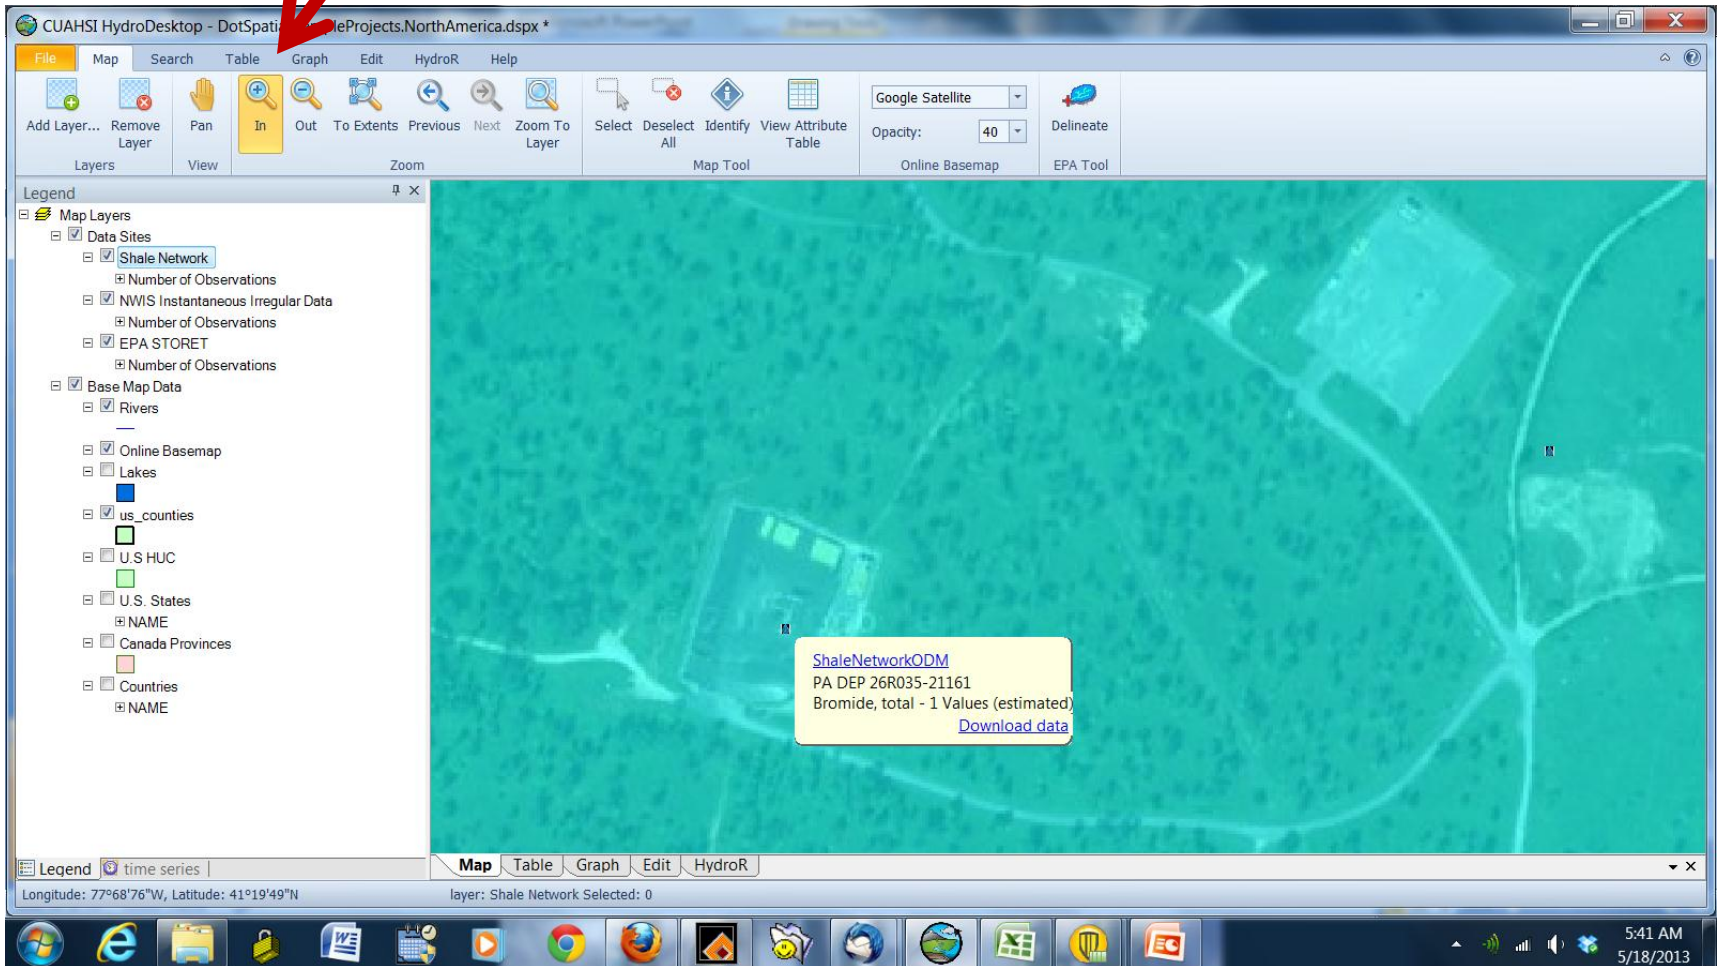 CUAHSI HydroDesktop - DotSpatia pleProjects.NorthAmerica.dspx *
File Map Search Table Graph Edit HydroR Help
Add Layer... Remove Layer Pan In Out To Extents Previous Next Zoom To Layer Select Deselect All Identify View Attribute Table Google Satellite Opacity: 40 Delineate
Layers View Zoom Map Tool Online Basemap EPA Tool
Legend
Map Layers
Data Sites
Shale Network
Number of Observations
NWIS Instantaneous Irregular Data
Number of Observations
EPA STORET
Number of Observations
Base Map Data
Rivers
Online Basemap
Lakes
us_counties
U.S HUC
U.S. States
NAME
Canada Provinces
Countries
NAME
ShaleNetworkODM
PA DEP 26R035-21161
Bromide, total - 1 Values (estimated)
Download data
Legend time series
Map Table Graph Edit HydroR
Longitude: 77°68'76"W, Latitude: 41°19'49"N layer: Shale Network Selected: 0
5:41 AM
5/18/2013